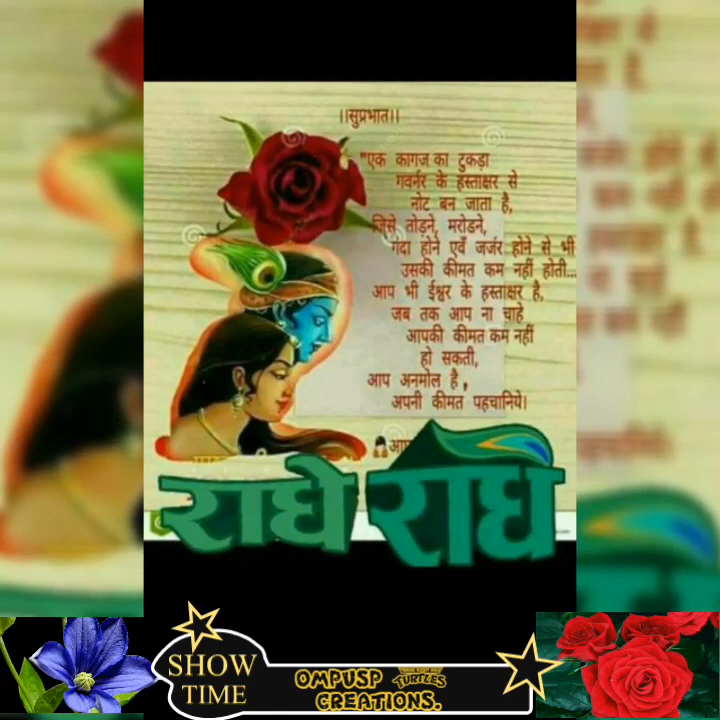 ||सुप्रभात||
"एक कागज का टुकड़ा
गवर्नर के हस्ताक्षर से
नोट बन जाता है,
जिसे तोडने, मरोडने,
गंदा होने एवँ जर्जर होने से भी
उसकी कीमत कम नहीं होती...
आप भी ईश्वर के हस्ताक्षर है,
जब तक आप ना चाहे
आपकी कीमत कम नहीं
हो सकती,
आप अनमोल है,
अपनी कीमत पहचानिये।
राधे राधे
SHOW
TIME
OMPUSP
CREATIONS.